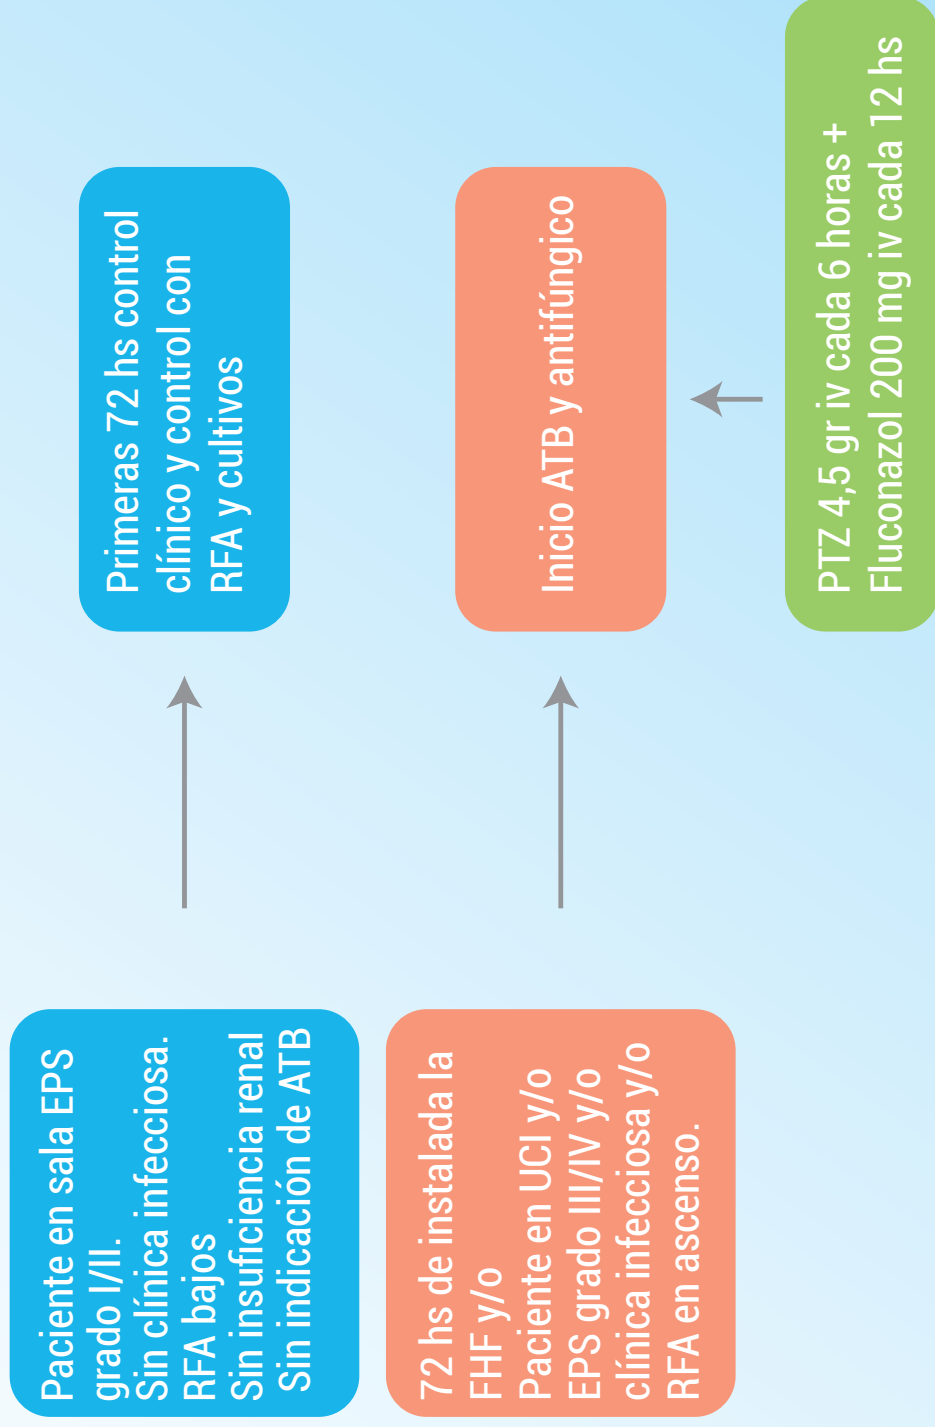 Paciente en sala EPS
grado I/II.
Sin clínica infecciosa.
RFA bajos
Sin insuficiencia renal
Sin indicación de ATB
Primeras 72 hs control
clínico y control con
RFA y cultivos
72 hs de instalada la
FHF y/o
Paciente en UCI y/o
EPS grado III/IV y/o
clínica infecciosa y/o
RFA en ascenso.
Inicio ATB y antifúngico
PTZ 4,5 gr iv cada 6 horas +
Fluconazol 200 mg iv cada 12 hs